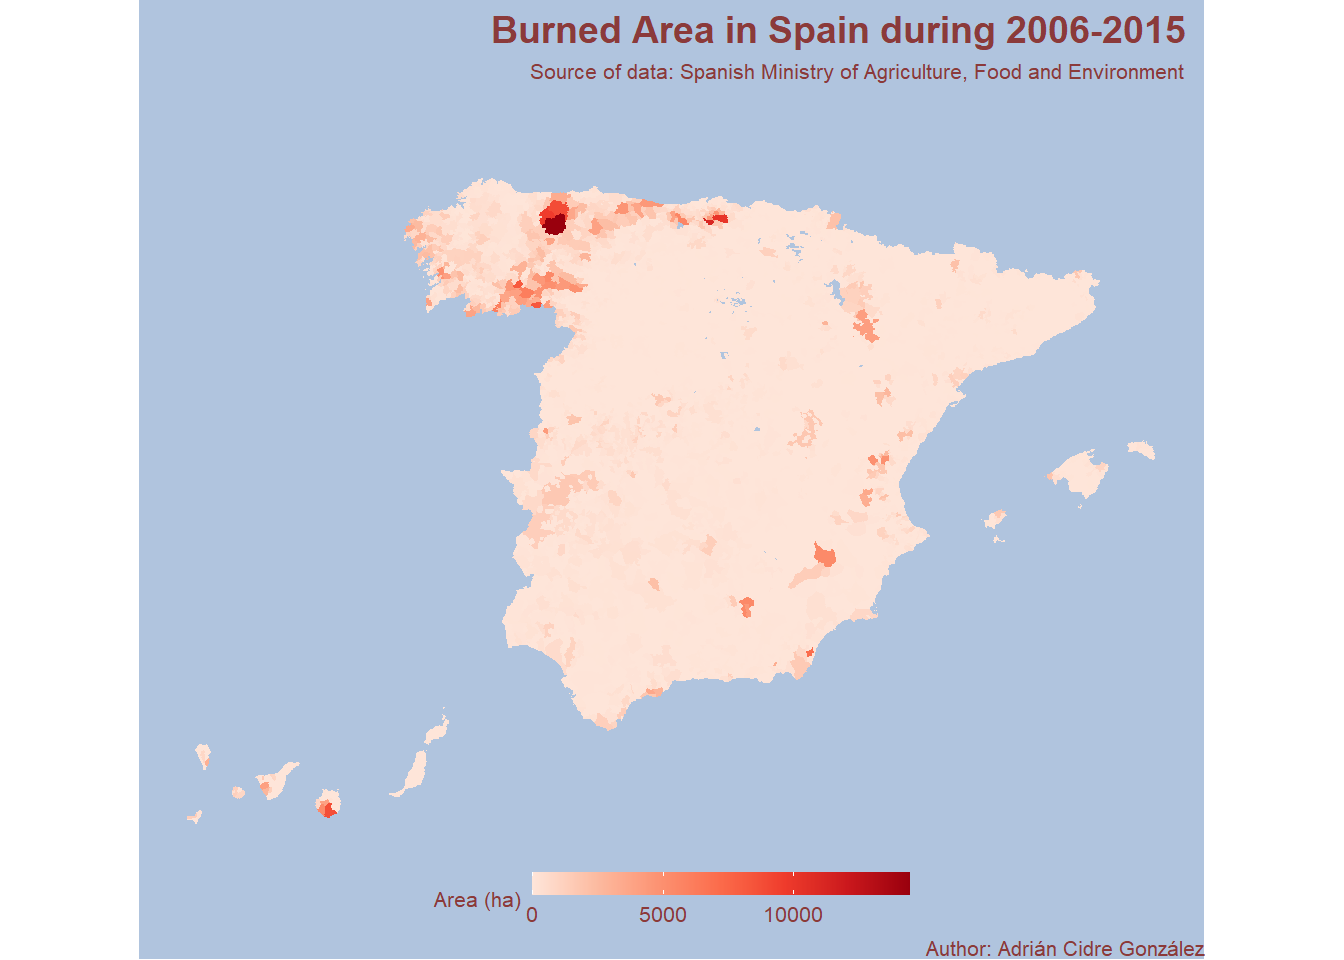 Burned Area in Spain during 2006-2015
Source of data: Spanish Ministry of Agriculture, Food and Environment
Area (ha)
0 5000 10000
Author: Adrián Cidre González